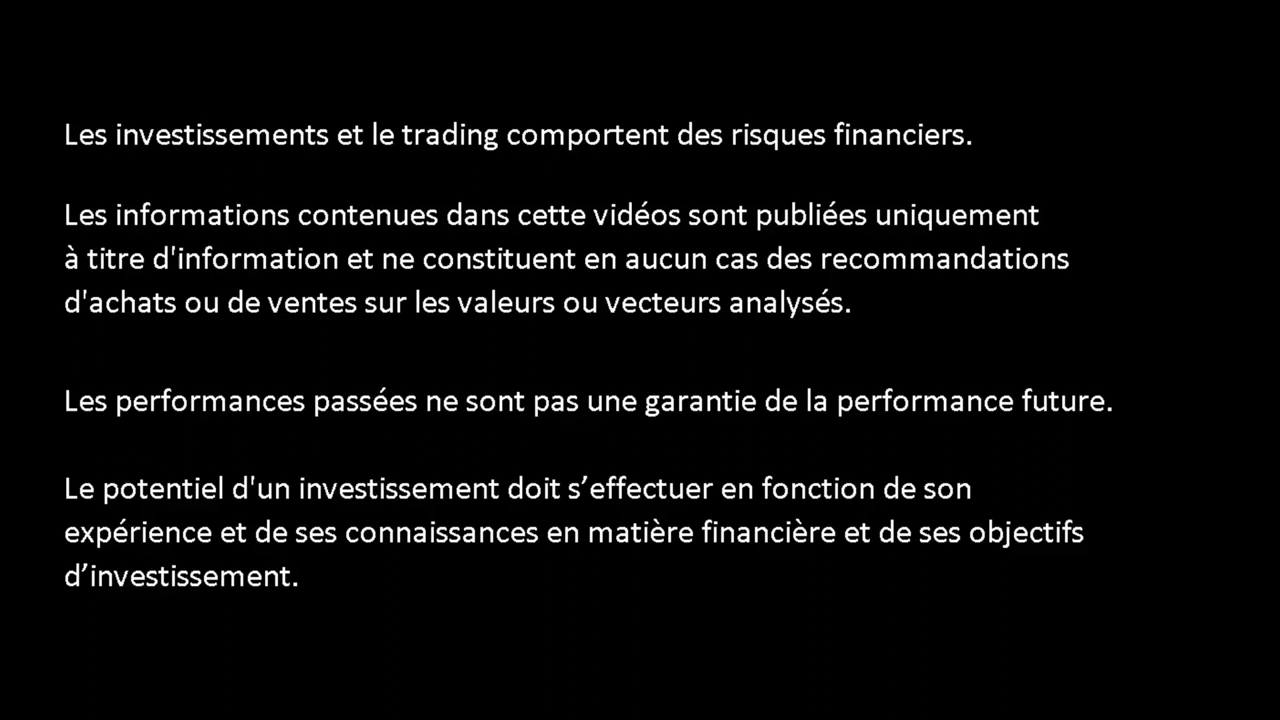 Les investissements et le trading comportent des risques financiers.
Les informations contenues dans cette vidéos sont publiées uniquement
à titre d'information et ne constituent en aucun cas des recommandations
d'achats ou de ventes sur les valeurs ou vecteurs analysés.
Les performances passées ne sont pas une garantie de la performance future.
Le potentiel d'un investissement doit s’effectuer en fonction de son
expérience et de ses connaissances en matière financière et de ses objectifs
d’investissement.